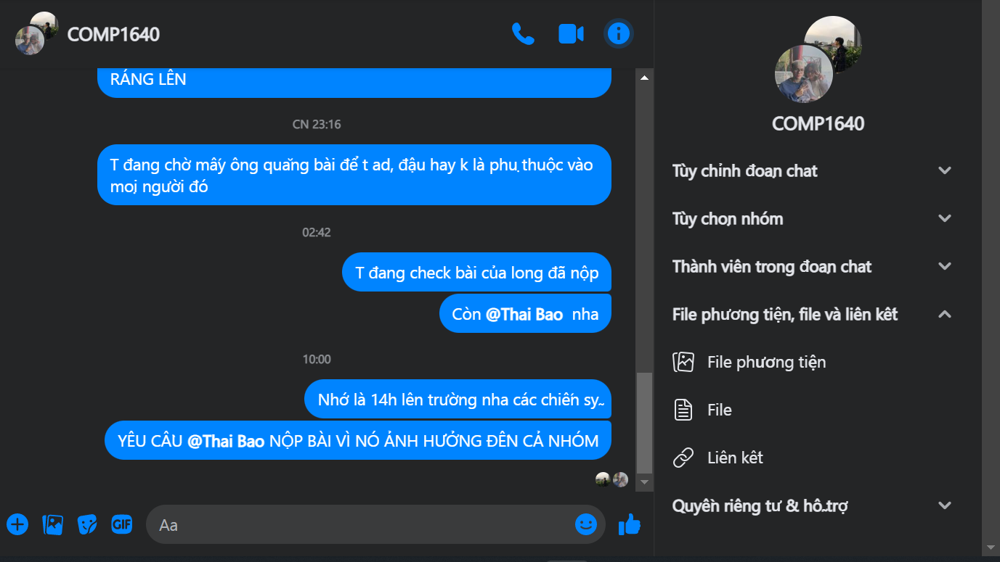 COMP1640
RÁNG LÊN
CN 23:16
T đang chờ mấy ông quăng bài để t ad, đậu hay k là phụ thuộc vào
mọi người đó
02:42
T đang check bài của long đã nộp
Còn @Thai Bao nha
10:00
Nhớ là 14h lên trường nha các chiến sỹ
YÊU CÂU @Thai Bao NỘP BÀI VÌ NÓ ẢNH HƯỞNG ĐÊN CẢ NHÓM
GIF
Aa
COMP1640
Tùy chỉnh đoạn chat
Tùy chọn nhóm
Thành viên trong đoạn chat
File phương tiện, file và liên kết
File phương tiện
File
Liên kết
Quyền riêng tư & hỗ trợ